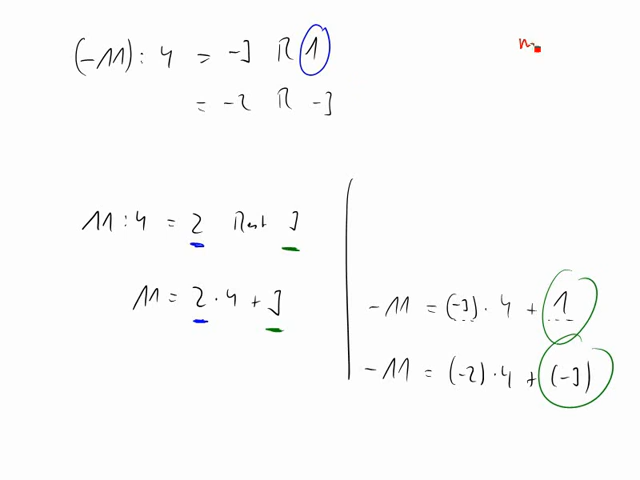 (-11) : 4 = -3 R 1
= -2 R -3
11 : 4 = 2 Rest 3
11 = 2 · 4 + 3
-11 = (-3) · 4 + 1
-11 = (-2) · 4 + (-3)